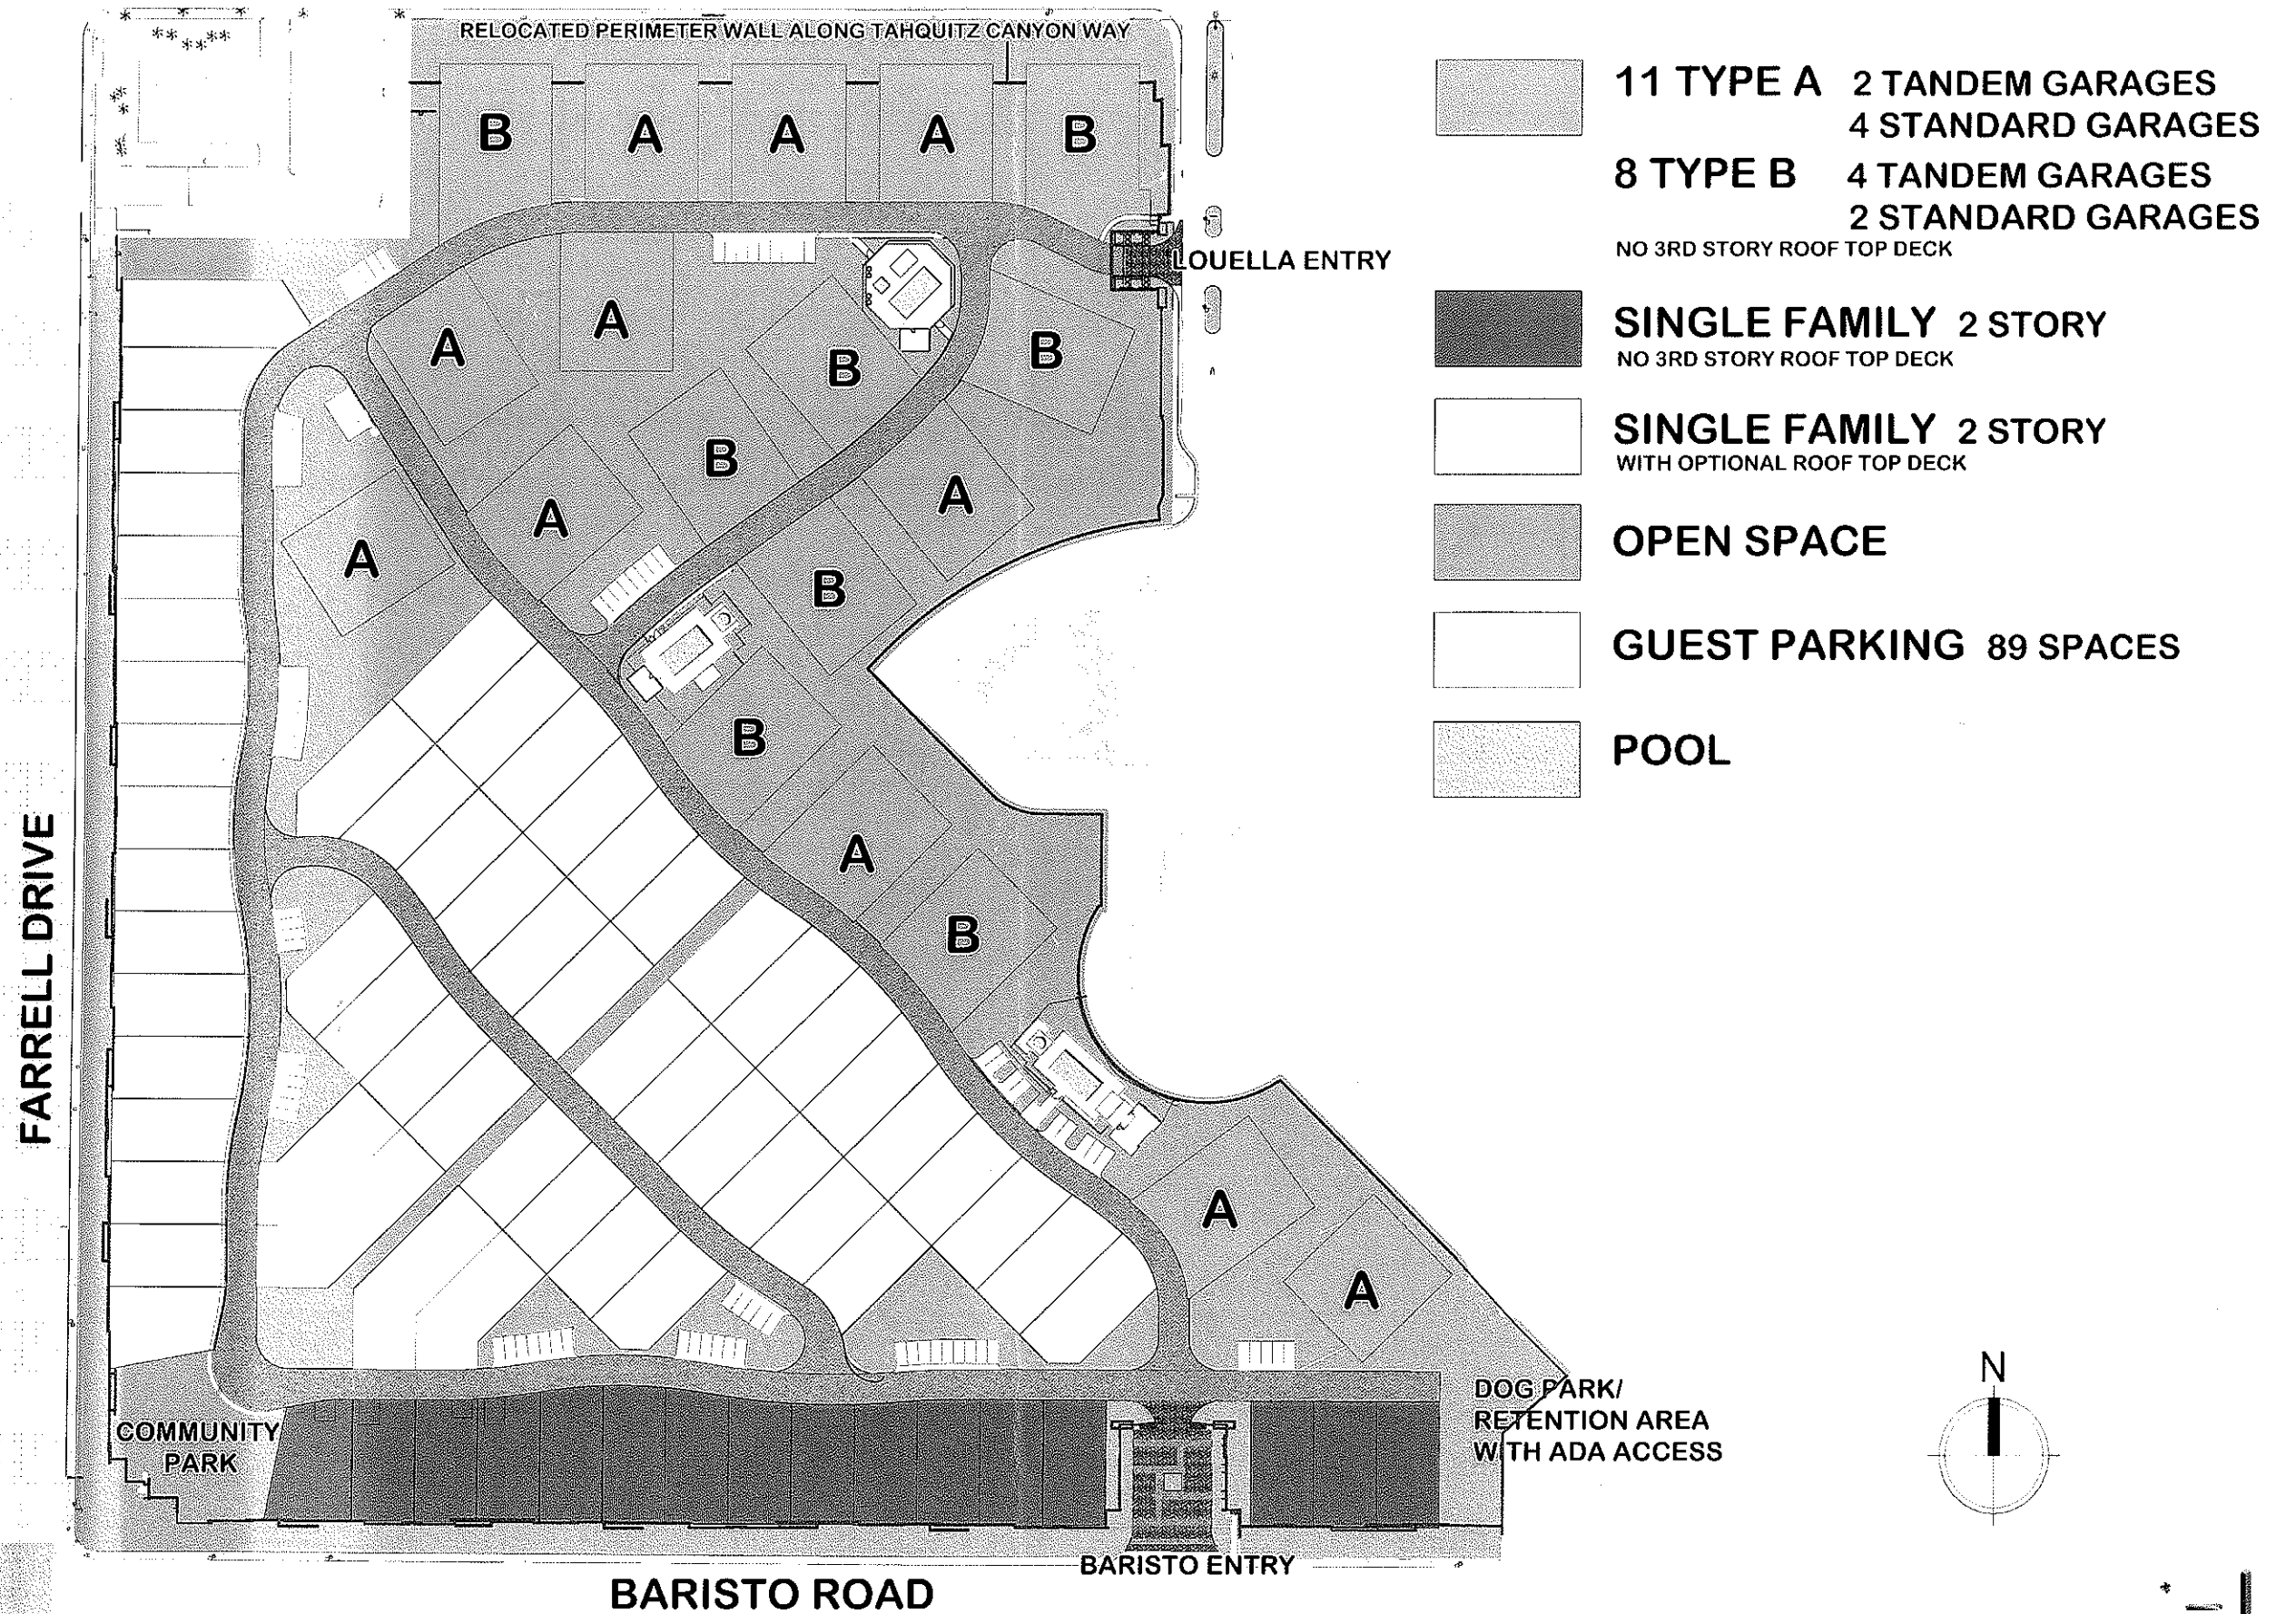 RELOCATED PERIMETER WALL ALONG TAHQUITZ CANYON WAY
B A A A B
LOUELLA ENTRY
A
A
B
B
B
A
A
A
B
B
A
B
A
A
B
FARRELL DRIVE
COMMUNITY
PARK
DOG PARK/
RETENTION AREA
WITH ADA ACCESS
BARISTO ENTRY
BARISTO ROAD
11 TYPE A 2 TANDEM GARAGES
4 STANDARD GARAGES
8 TYPE B 4 TANDEM GARAGES
2 STANDARD GARAGES
NO 3RD STORY ROOF TOP DECK
SINGLE FAMILY 2 STORY
NO 3RD STORY ROOF TOP DECK
SINGLE FAMILY 2 STORY
WITH OPTIONAL ROOF TOP DECK
OPEN SPACE
GUEST PARKING 89 SPACES
POOL
N